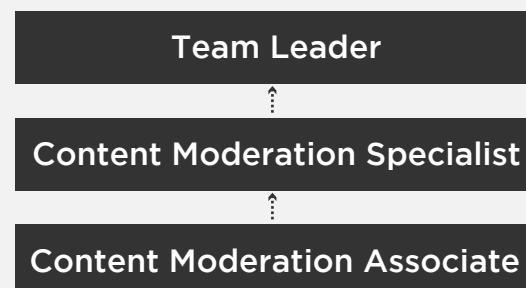 Team Leader
Content Moderation Specialist
Content Moderation Associate